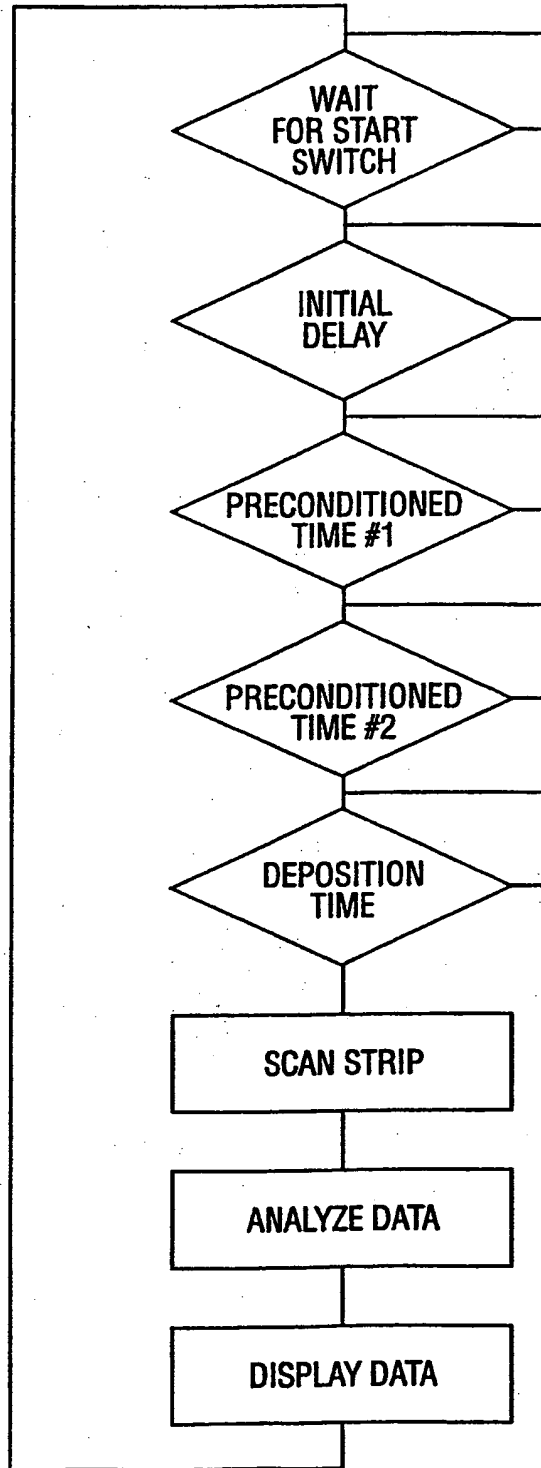 WAIT
FOR START
SWITCH
INITIAL
DELAY
PRECONDITIONED
TIME #1
PRECONDITIONED
TIME #2
DEPOSITION
TIME
SCAN STRIP
ANALYZE DATA
DISPLAY DATA